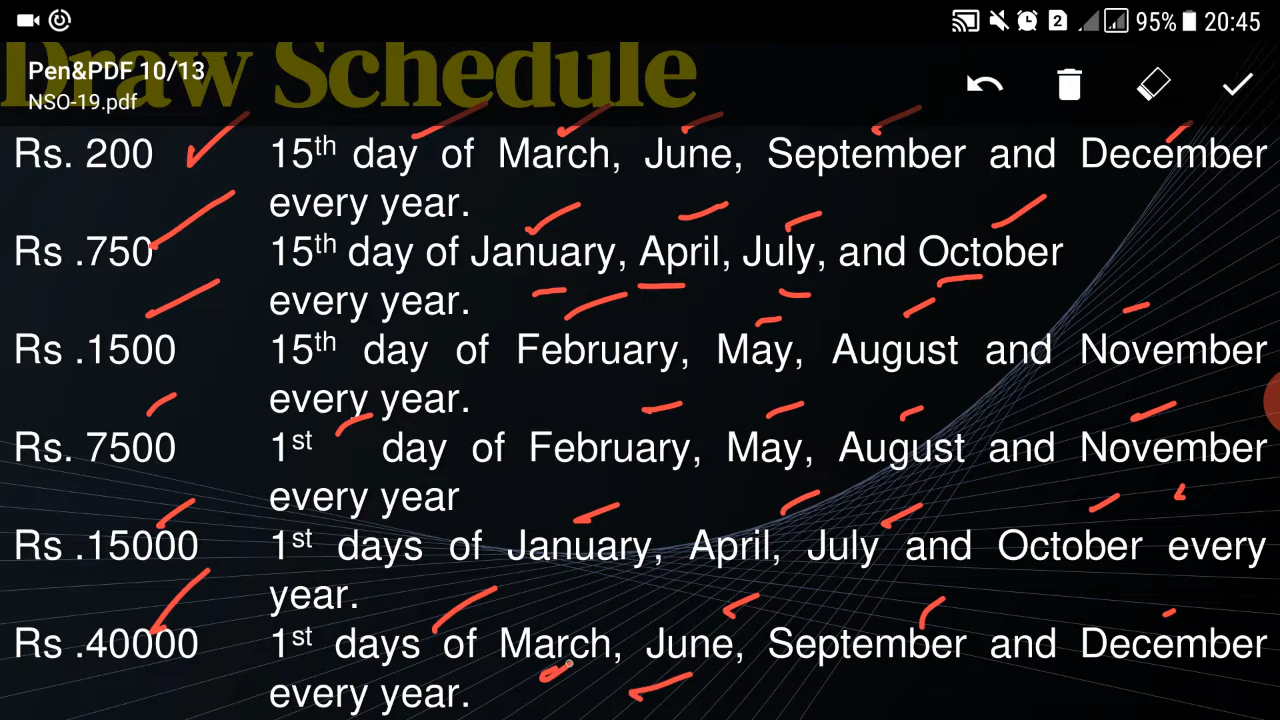 2 95% 20:45
Draw Schedule
Pen&PDF 10/13
NSO-19.pdf
Rs. 200 15th day of March, June, September and December
every year.
Rs .750 15th day of January, April, July, and October
every year.
Rs .1500 15th day of February, May, August and November
every year.
Rs. 7500 1st day of February, May, August and November
every year
Rs .15000 1st days of January, April, July and October every
year.
Rs .40000 1st days of March, June, September and December
every year.